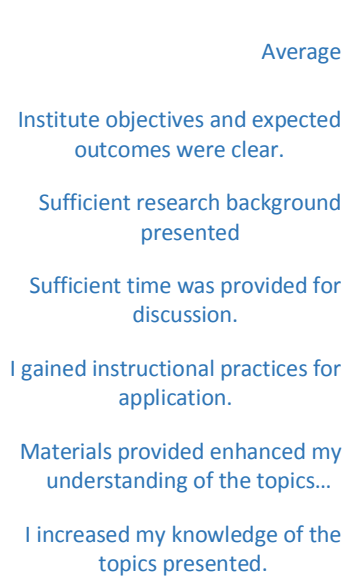 Average
Institute objectives and expected
outcomes were clear.
Sufficient research background
presented
Sufficient time was provided for
discussion.
I gained instructional practices for
application.
Materials provided enhanced my
understanding of the topics…
I increased my knowledge of the
topics presented.